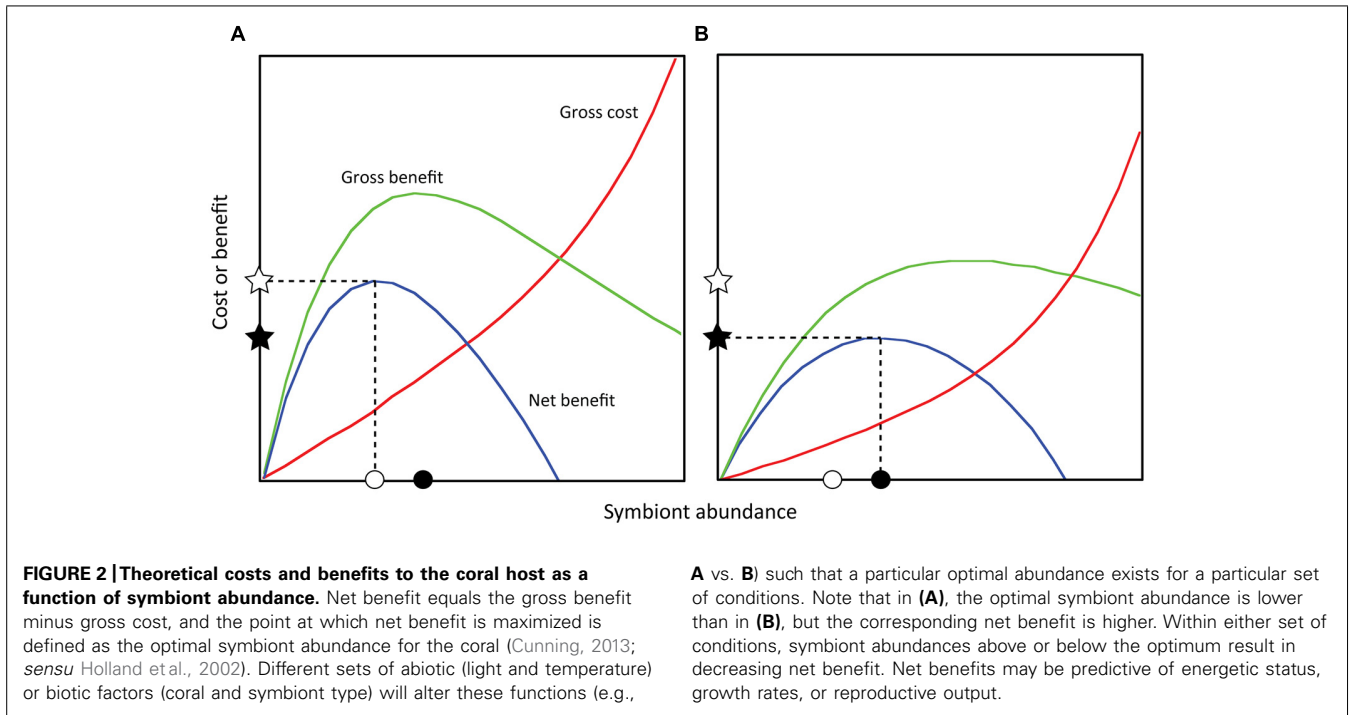 A
B
Gross cost
Gross benefit
Net benefit
Cost or benefit
Symbiont abundance
FIGURE 2 | Theoretical costs and benefits to the coral host as a
function of symbiont abundance. Net benefit equals the gross benefit
minus gross cost, and the point at which net benefit is maximized is
defined as the optimal symbiont abundance for the coral (Cunning, 2013;
sensu Holland et al., 2002). Different sets of abiotic (light and temperature)
or biotic factors (coral and symbiont type) will alter these functions (e.g.,
A vs. B) such that a particular optimal abundance exists for a particular set
of conditions. Note that in (A), the optimal symbiont abundance is lower
than in (B), but the corresponding net benefit is higher. Within either set of
conditions, symbiont abundances above or below the optimum result in
decreasing net benefit. Net benefits may be predictive of energetic status,
growth rates, or reproductive output.